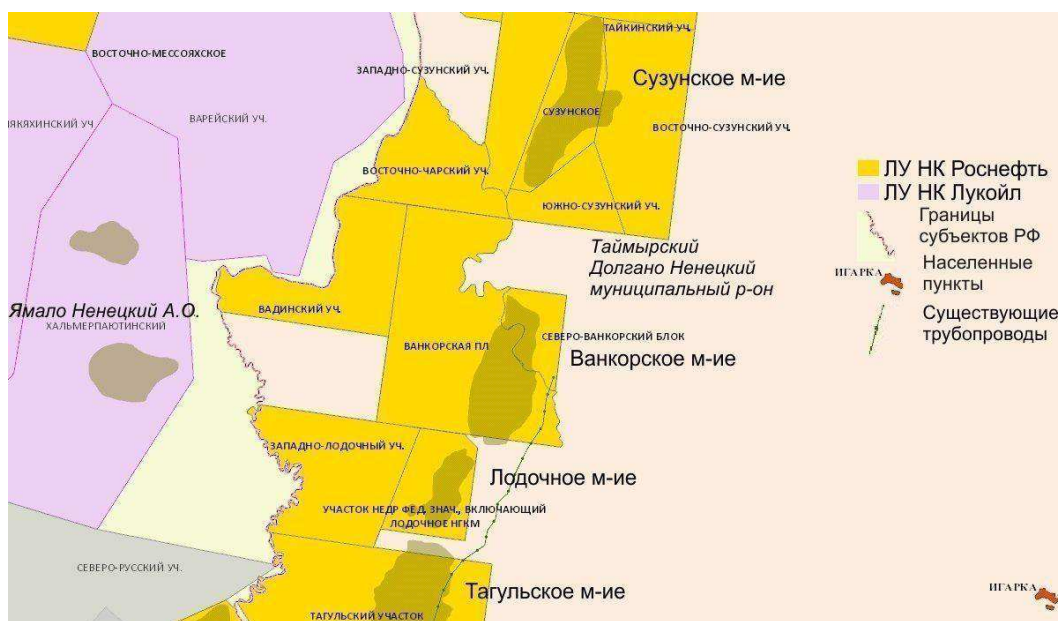 ТАЙКИНСКИЙ УЧ.
ВОСТОЧНО-МЕССОЯХСКОЕ
ЗАПАДНО-СУЗУНСКИЙ УЧ.
Сузунское м-ие
СУЗУНСКОЕ
ВАРЕЙСКИЙ УЧ.
ЯКЯХИНСКИЙ УЧ
ВОСТОЧНО-СУЗУНСКИЙ УЧ.
ВОСТОЧНО-ЧАРСКИЙ УЧ.
ЮЖНО-СУЗУНСКИЙ УЧ.
ЛУ НК Роснефть
ЛУ НК Лукойл
Границы
субъектов РФ
ИГАРКА
Населенные
пункты
Существующие
трубопроводы
Таймырский
Долгано Ненецкий
муниципальный р-он
Ямало Ненецкий А.О.
ХАЛЬМЕРПАЮТИНСКИЙ
ВАДИНСКИЙ УЧ.
ВАНКОРСКАЯ ПЛ
СЕВЕРО-ВАНКОРСКИЙ БЛОК
Ванкорское м-ие
ЗАПАДНО-ЛОДОЧНЫЙ УЧ.
Лодочное м-ие
УЧАСТОК НЕДР ФЕД. ЗНАЧ., ВКЛЮЧАЮЩИЙ
ЛОДОЧНОЕ НГКМ
СЕВЕРО-РУССКИЙ УЧ.
Тагульское м-ие
ТАГУЛЬСКИЙ УЧАСТОК
ИГАРКА